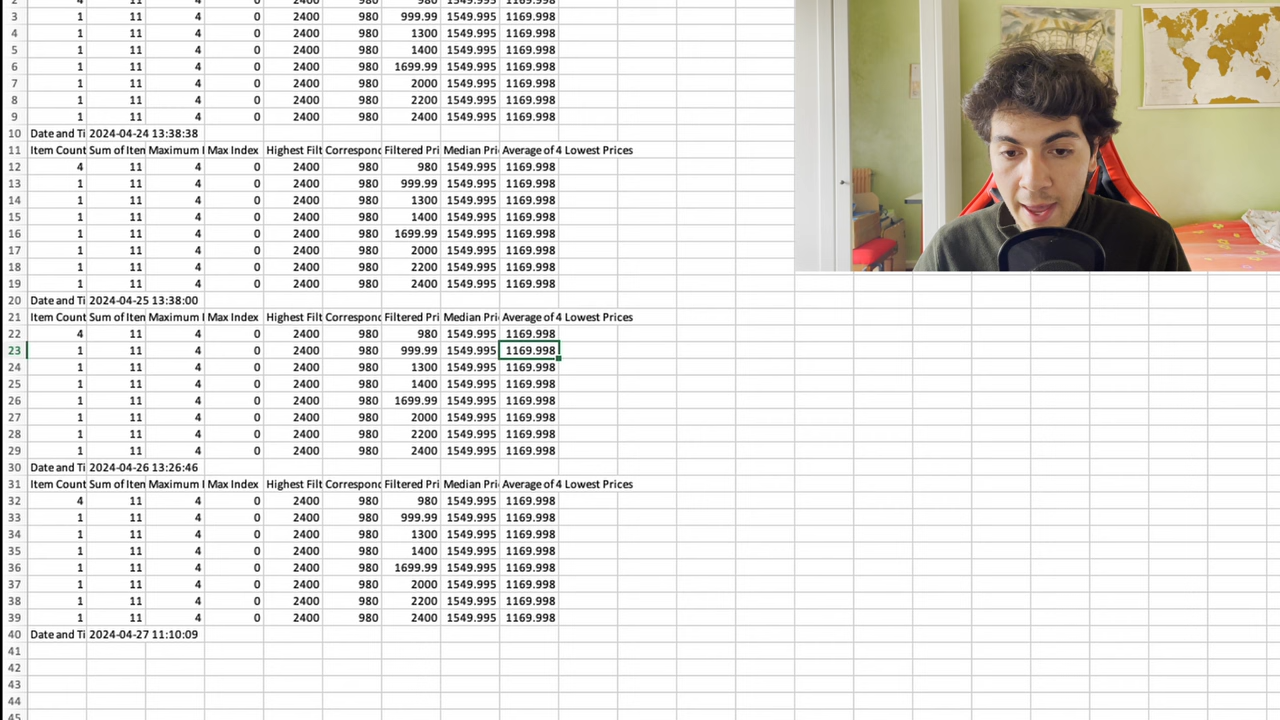 2 4 11 4 0 2400 980 980 1549.995 1169.998
3 1 11 4 0 2400 980 999.99 1549.995 1169.998
4 1 11 4 0 2400 980 1300 1549.995 1169.998
5 1 11 4 0 2400 980 1400 1549.995 1169.998
6 1 11 4 0 2400 980 1699.99 1549.995 1169.998
7 1 11 4 0 2400 980 2000 1549.995 1169.998
8 1 11 4 0 2400 980 2200 1549.995 1169.998
9 1 11 4 0 2400 980 2400 1549.995 1169.998
10 Date and Ti 2024-04-24 13:38:38
11 Item Count Sum of Iten Maximum I Max Index Highest Filt Correspond Filtered Pri Median Pri Average of 4 Lowest Prices
12 4 11 4 0 2400 980 980 1549.995 1169.998
13 1 11 4 0 2400 980 999.99 1549.995 1169.998
14 1 11 4 0 2400 980 1300 1549.995 1169.998
15 1 11 4 0 2400 980 1400 1549.995 1169.998
16 1 11 4 0 2400 980 1699.99 1549.995 1169.998
17 1 11 4 0 2400 980 2000 1549.995 1169.998
18 1 11 4 0 2400 980 2200 1549.995 1169.998
19 1 11 4 0 2400 980 2400 1549.995 1169.998
20 Date and Ti 2024-04-25 13:38:00
21 Item Count Sum of Iten Maximum I Max Index Highest Filt Correspond Filtered Pri Median Pri Average of 4 Lowest Prices
22 4 11 4 0 2400 980 980 1549.995 1169.998
23 1 11 4 0 2400 980 999.99 1549.995 1169.998
24 1 11 4 0 2400 980 1300 1549.995 1169.998
25 1 11 4 0 2400 980 1400 1549.995 1169.998
26 1 11 4 0 2400 980 1699.99 1549.995 1169.998
27 1 11 4 0 2400 980 2000 1549.995 1169.998
28 1 11 4 0 2400 980 2200 1549.995 1169.998
29 1 11 4 0 2400 980 2400 1549.995 1169.998
30 Date and Ti 2024-04-26 13:26:46
31 Item Count Sum of Iten Maximum I Max Index Highest Filt Correspond Filtered Pri Median Pri Average of 4 Lowest Prices
32 4 11 4 0 2400 980 980 1549.995 1169.998
33 1 11 4 0 2400 980 999.99 1549.995 1169.998
34 1 11 4 0 2400 980 1300 1549.995 1169.998
35 1 11 4 0 2400 980 1400 1549.995 1169.998
36 1 11 4 0 2400 980 1699.99 1549.995 1169.998
37 1 11 4 0 2400 980 2000 1549.995 1169.998
38 1 11 4 0 2400 980 2200 1549.995 1169.998
39 1 11 4 0 2400 980 2400 1549.995 1169.998
40 Date and Ti 2024-04-27 11:10:09
41
42
43
44
45